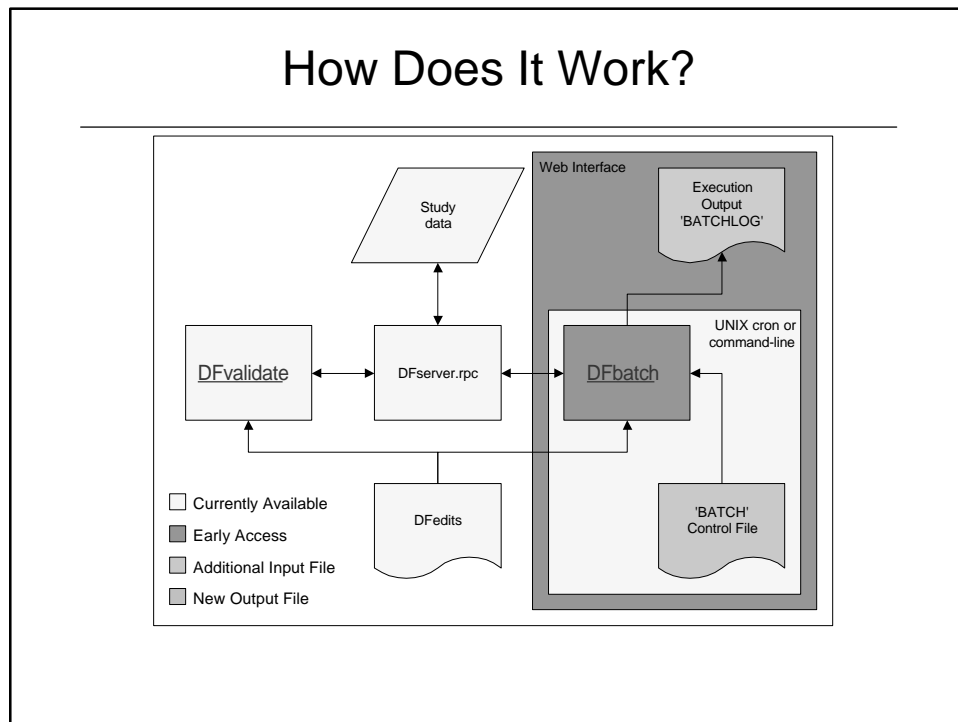 How Does It Work?
Web Interface
Execution
Output
'BATCHLOG'
Study
data
UNIX cron or
command-line
DFvalidate
DFserver.rpc
DFbatch
Currently Available
Early Access
Additional Input File
New Output File
DFedits
'BATCH'
Control File